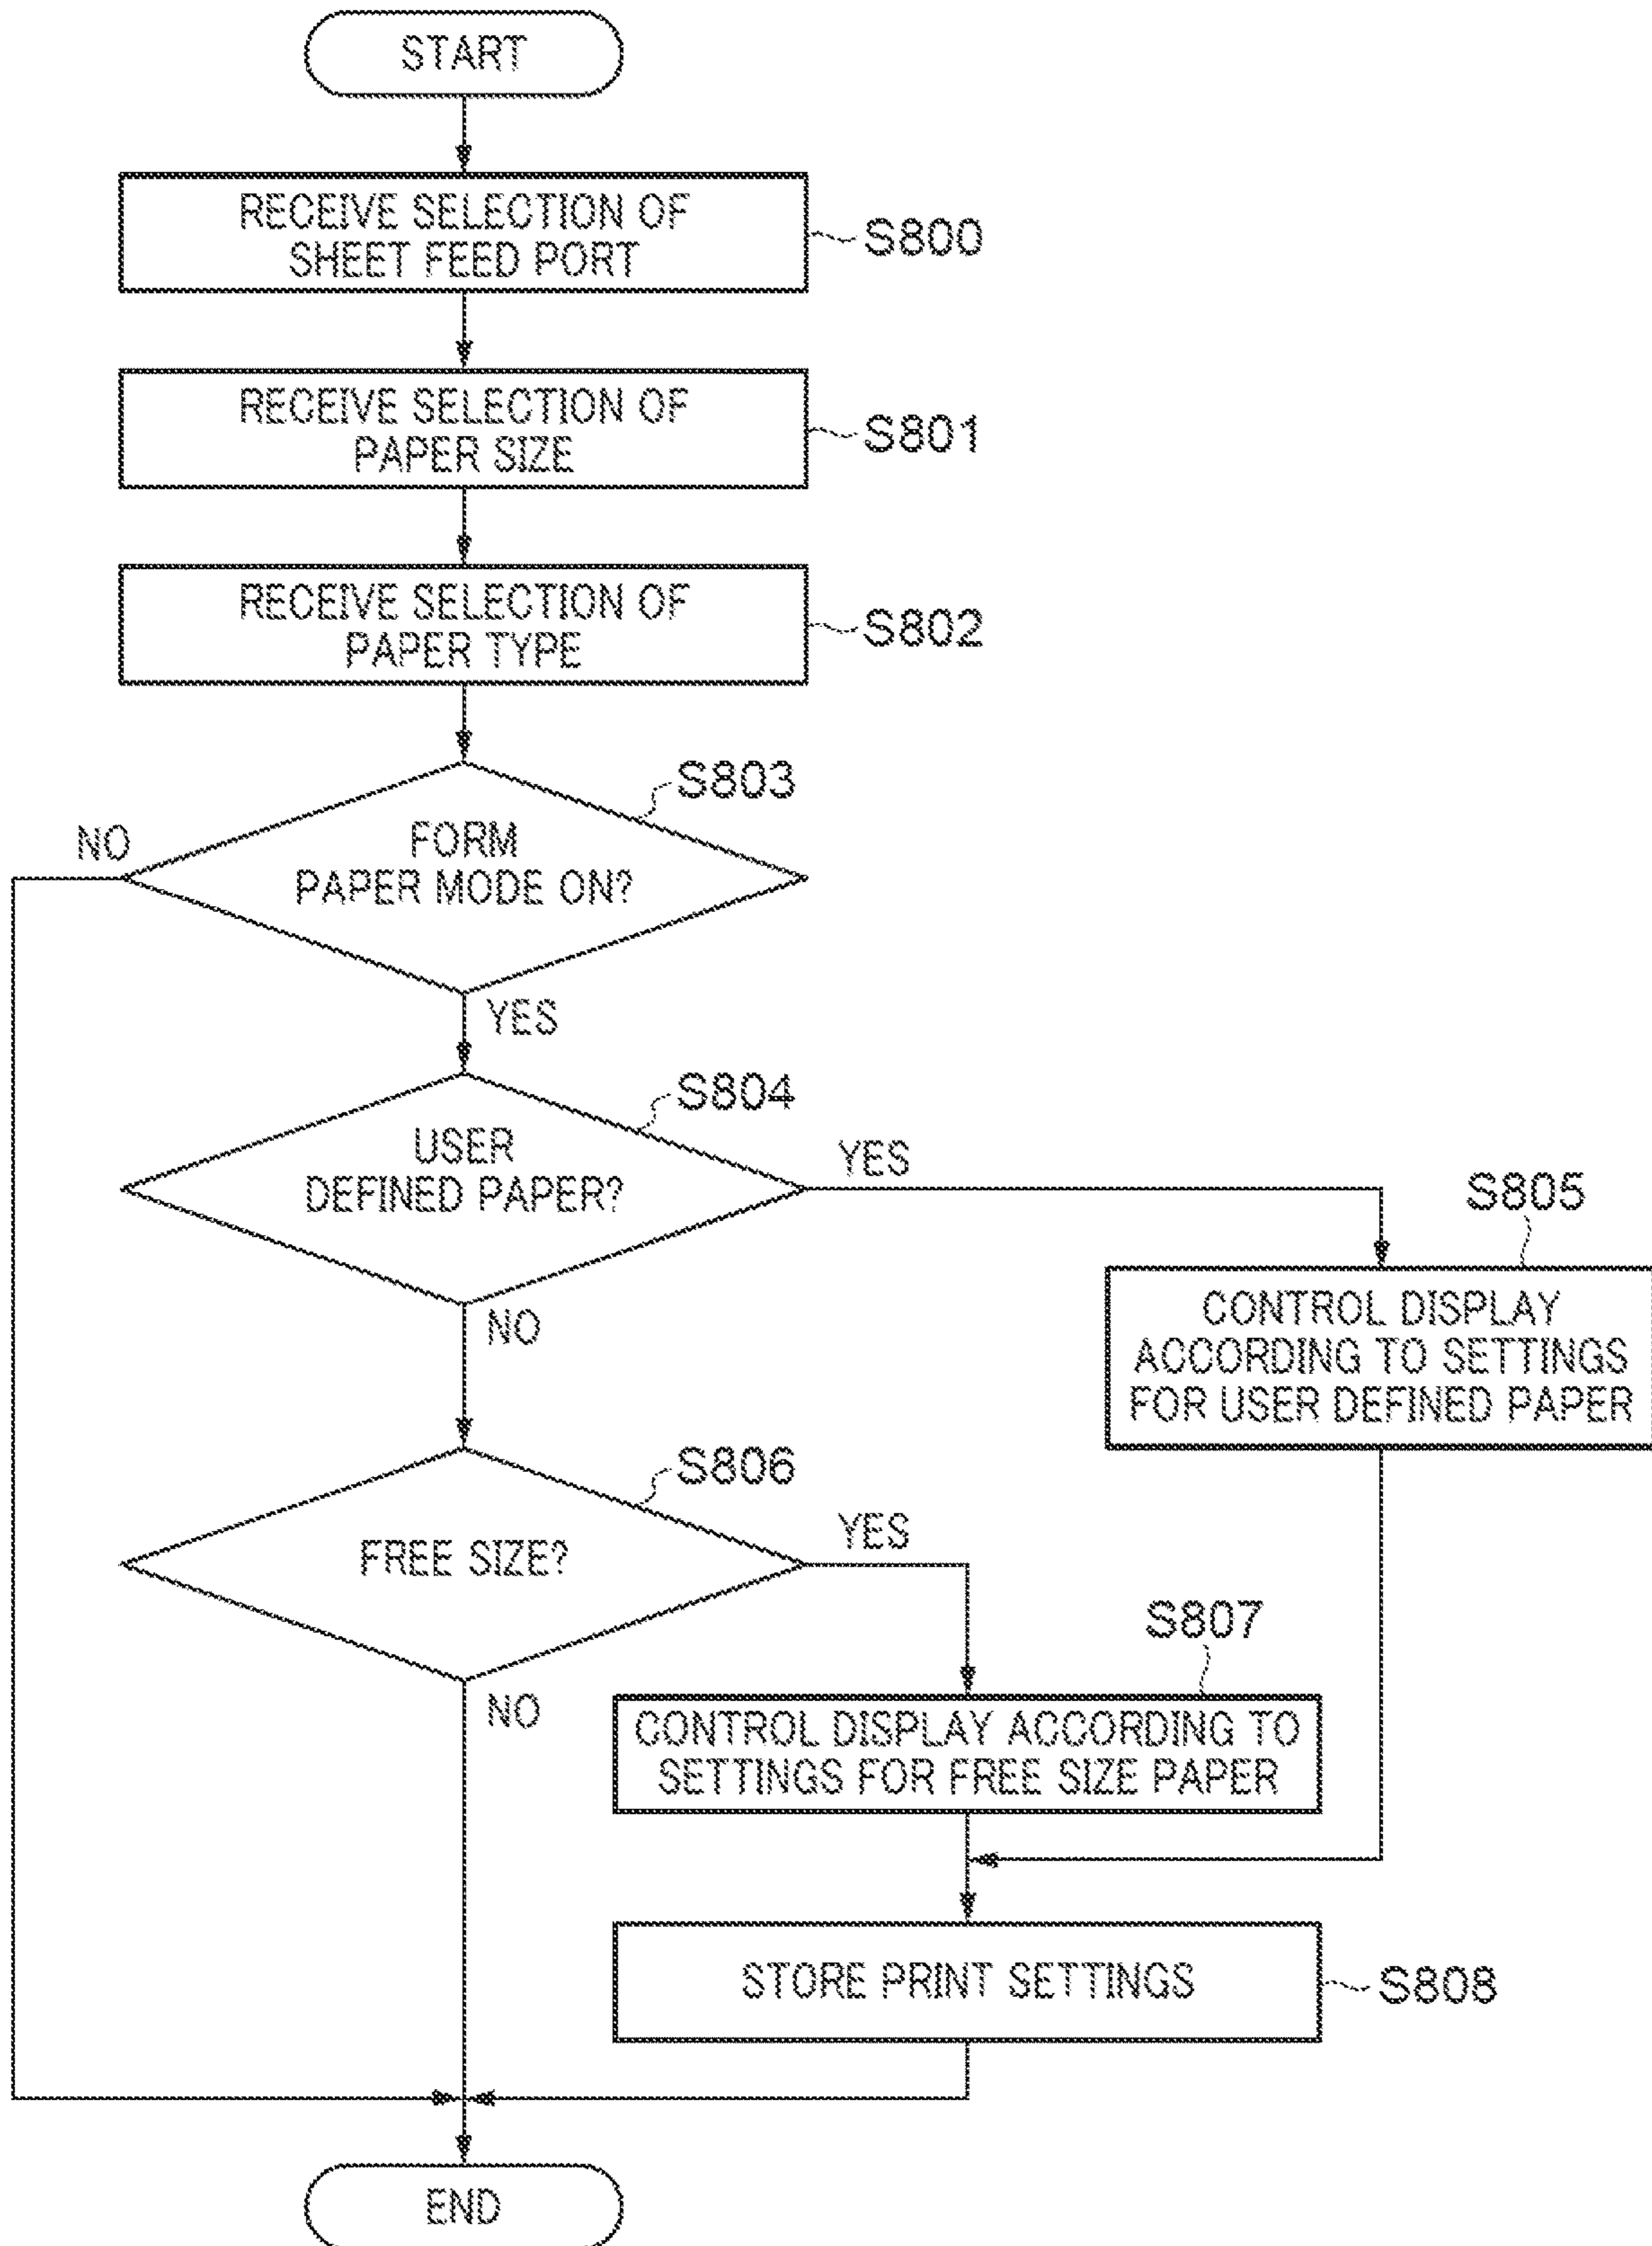 START
RECEIVE SELECTION OF
SHEET FEED PORT
S800
RECEIVE SELECTION OF
PAPER SIZE
S801
RECEIVE SELECTION OF
PAPER TYPE
S802
S803
NO
FORM
PAPER MODE ON?
YES
S804
USER
DEFINED PAPER?
YES
S805
CONTROL DISPLAY
ACCORDING TO SETTINGS
FOR USER DEFINED PAPER
NO
S806
FREE SIZE?
YES
S807
NO
CONTROL DISPLAY ACCORDING TO
SETTINGS FOR FREE SIZE PAPER
STORE PRINT SETTINGS
S808
END